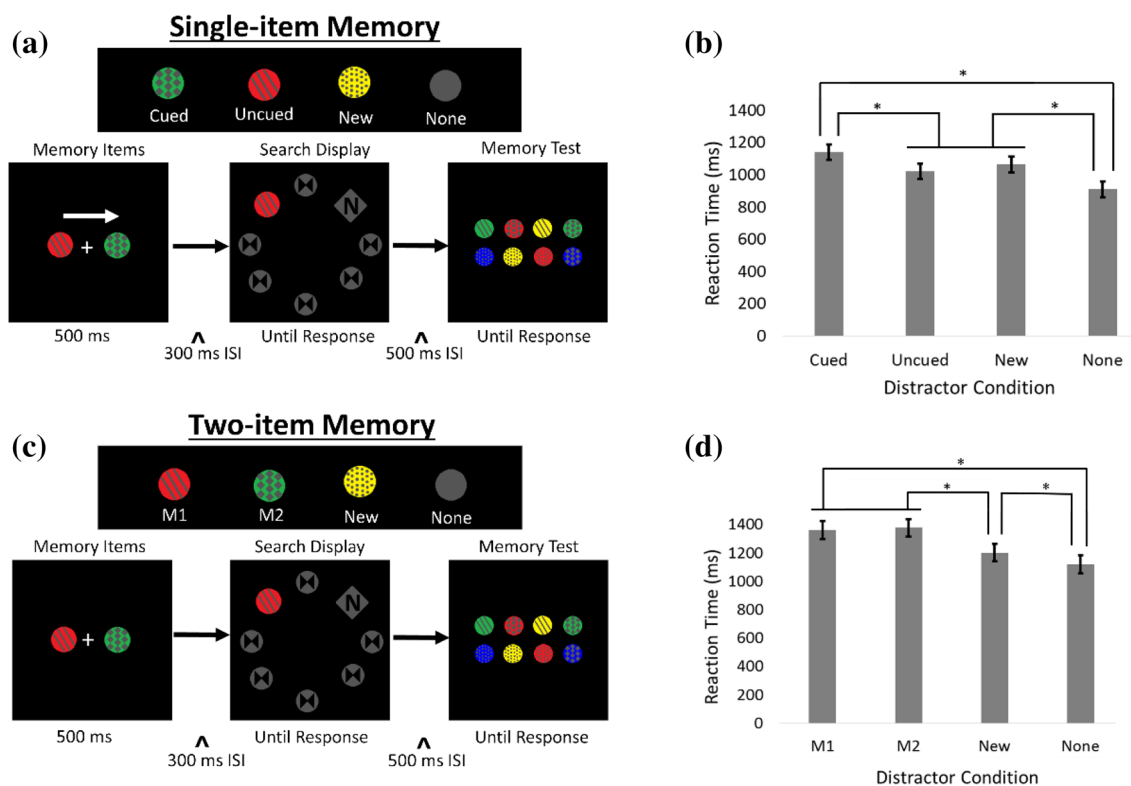 (a)
Single-item Memory
Cued Uncued New None
Memory Items Search Display Memory Test
+
N
500 ms Until Response Until Response
^ ^
300 ms ISI 500 ms ISI
(b)
*
* *
Reaction Time (ms)
1400
1200
1000
800
600
400
200
0
Cued Uncued New None
Distractor Condition
(c)
Two-item Memory
M1 M2 New None
Memory Items Search Display Memory Test
+
N
500 ms Until Response Until Response
^ ^
300 ms ISI 500 ms ISI
(d)
*
* *
Reaction Time (ms)
1400
1200
1000
800
600
400
200
0
M1 M2 New None
Distractor Condition